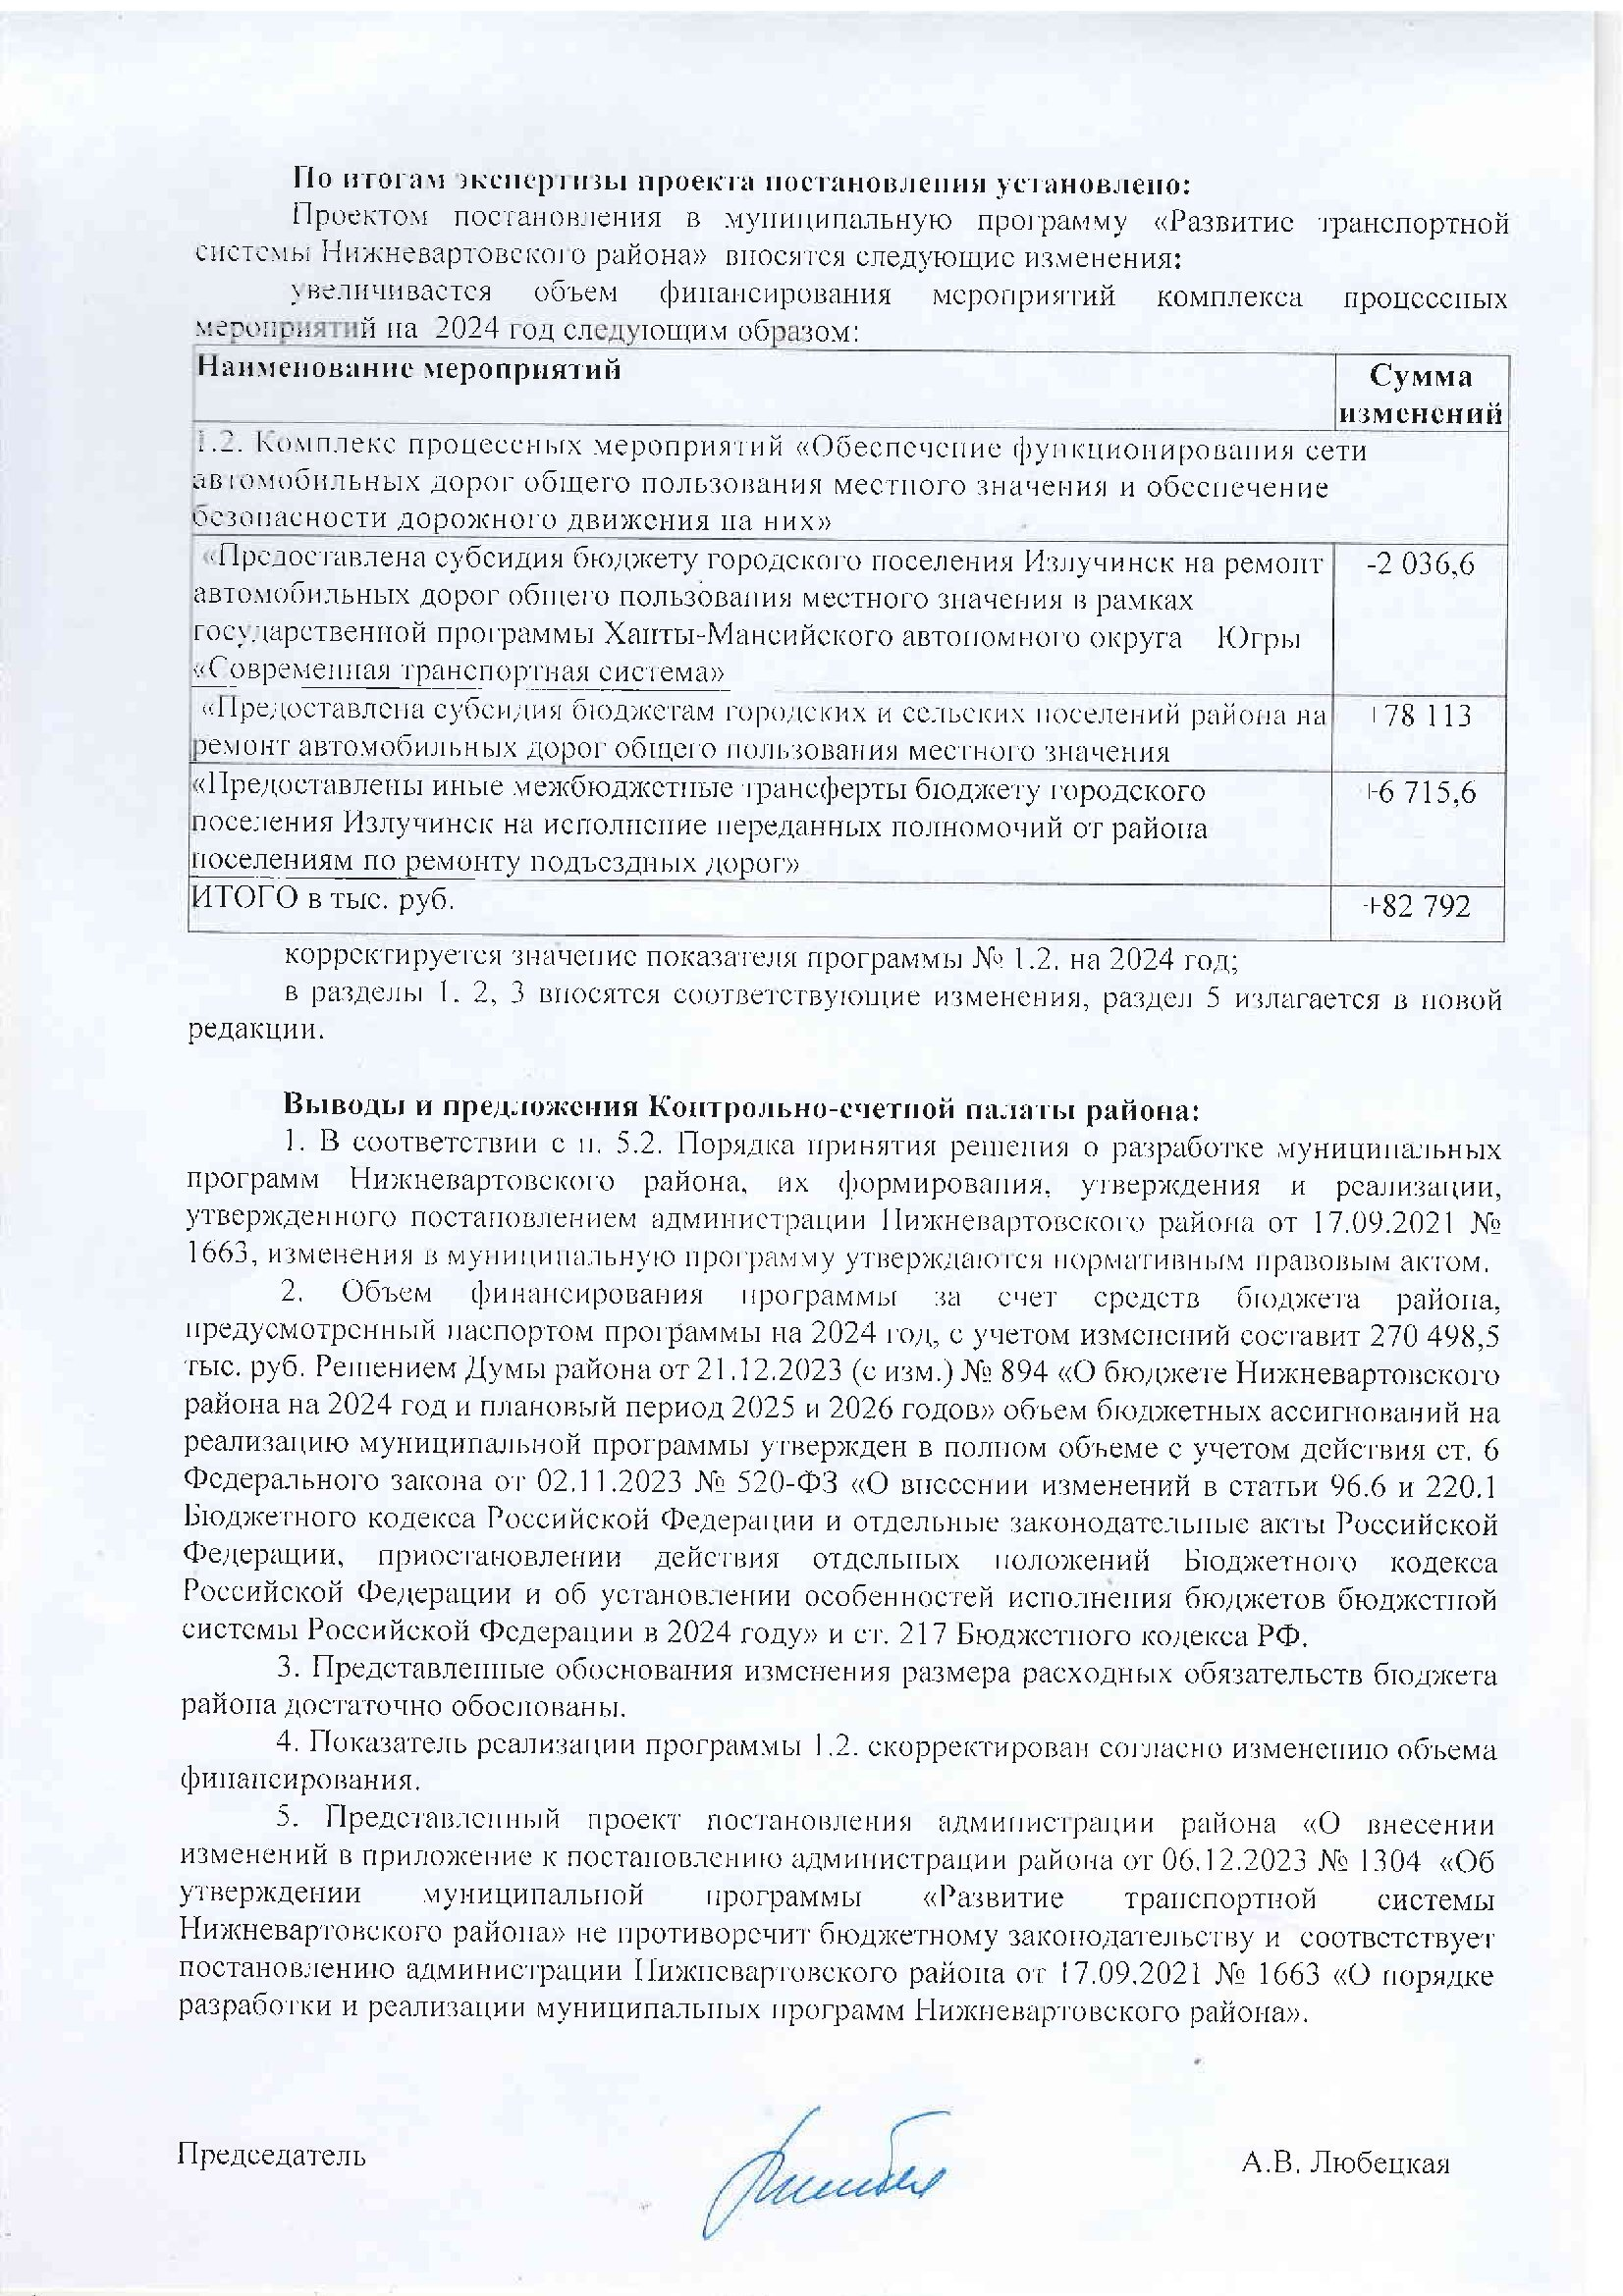 По итогам экспертизы проекта постановления установлено:
Проектом постановления в муниципальную программу «Развитие транспортной
системы Нижневартовского района» вносятся следующие изменения:
увеличивается объем финансирования мероприятий комплекса процессных
мероприятий на 2024 год следующим образом:
Наименование мероприятий
Сумма
изменений
1.2. Комплекс процессных мероприятий «Обеспечение функционирования сети
автомобильных дорог общего пользования местного значения и обеспечение
безопасности дорожного движения на них»
«Предоставлена субсидия бюджету городского поселения Излучинск на ремонт
автомобильных дорог общего пользования местного значения в рамках
государственной программы Ханты-Мансийского автономного округа Югры
«Современная транспортная система»
-2 036,6
«Предоставлена субсидия бюджетам городских и сельских поселений района на
ремонт автомобильных дорог общего пользования местного значения
+78 113
«Предоставлены иные межбюджетные трансферты бюджету городского
поселения Излучинск на исполнение переданных полномочий от района
поселениям по ремонту подъездных дорог»
+6 715,6
ИТОГО в тыс. руб.
+82 792
корректируется значение показателя программы № 1.2. на 2024 год;
в разделы 1. 2, 3 вносятся соответствующие изменения, раздел 5 излагается в новой
редакции.
Выводы и предложения Контрольно-счетной палаты района:
1. В соответствии с п. 5.2. Порядка принятия решения о разработке муниципальных
программ Нижневартовского района, их формирования, утверждения и реализации,
утвержденного постановлением администрации Нижневартовского района от 17.09.2021 №
1663, изменения в муниципальную программу утверждаются нормативным правовым актом.
2. Объем финансирования программы за счет средств бюджета района,
предусмотренный паспортом программы на 2024 год, с учетом изменений составит 270 498,5
тыс. руб. Решением Думы района от 21.12.2023 (с изм.) № 894 «О бюджете Нижневартовского
района на 2024 год и плановый период 2025 и 2026 годов» объем бюджетных ассигнований на
реализацию муниципальной программы утвержден в полном объеме с учетом действия ст. 6
Федерального закона от 02.11.2023 № 520-ФЗ «О внесении изменений в статьи 96.6 и 220.1
Бюджетного кодекса Российской Федерации и отдельные законодательные акты Российской
Федерации, приостановлении действия отдельных положений Бюджетного кодекса
Российской Федерации и об установлении особенностей исполнения бюджетов бюджетной
системы Российской Федерации в 2024 году» и ст. 217 Бюджетного кодекса РФ.
3. Представленные обоснования изменения размера расходных обязательств бюджета
района достаточно обоснованы.
4. Показатель реализации программы 1.2. скорректирован согласно изменению объема
финансирования.
5. Представленный проект постановления администрации района «О внесении
изменений в приложение к постановлению администрации района от 06.12.2023 № 1304 «Об
утверждении муниципальной программы «Развитие транспортной системы
Нижневартовского района» не противоречит бюджетному законодательству и соответствует
постановлению администрации Нижневартовского района от 17.09.2021 № 1663 «О порядке
разработки и реализации муниципальных программ Нижневартовского района».
Председатель
А.В. Любецкая